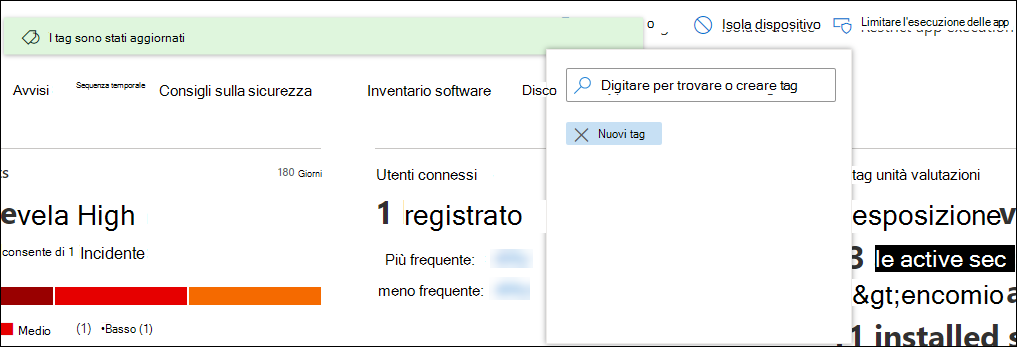 o Isola dispositivo Limitare l'esecuzione delle app
I tag sono stati aggiornati
Avvisi Sequenza temporale Consigli sulla sicurezza Inventario software Disco
Digitare per trovare o creare tag
Nuovi tag
ts 180 Giorni Utenti connessi tag unità valutazioni
evela High 1 registrato esposizione v
consente di 1 Incidente 3 le active sec
Più frequente:
meno frequente: &gt;encomio a
Medio (1) •Basso (1) 1 installed s